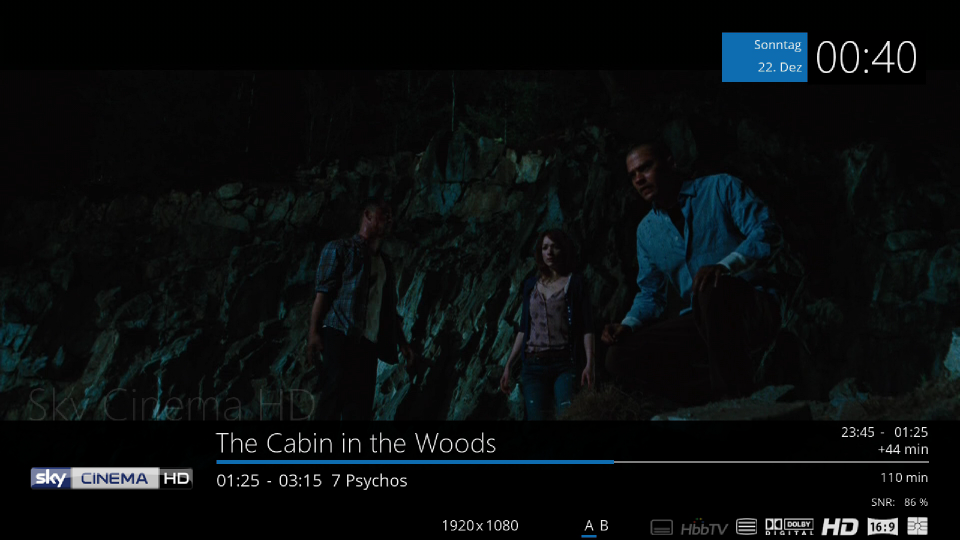 Sonntag
22. Dez
00:40
Sky Cinema HD
The Cabin in the Woods
23:45 - 01:25
+44 min
sky CINEMA HD
01:25 - 03:15 7 Psychos
110 min
SNR: 86 %
1920x1080
A B
HbbTV
DOLBY
DIGITAL
HD
16:9